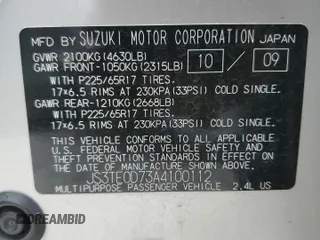 MFD. BY SUZUKI MOTOR CORPORATION JAPAN
GVWR 2100KG (4630LB)
GAWR FRONT-1050KG (2315LB) 10 / 09
WITH P225/65R17 TIRES.
17×6.5 RIMS AT 230KPA (33PSI) COLD SINGLE.
GAWR REAR-1210KG (2668LB)
WITH P225/65R17 TIRES.
17×6.5 RIMS AT 230KPA (33PSI) COLD SINGLE.
THIS VEHICLE CONFORMS TO ALL APPLICABLE
U.S. FEDERAL MOTOR VEHICLE SAFETY
AND THEFT PREVENTION STANDARDS
IN EFFECT ON THE DATE OF
MANUFACTURE SHOWN ABOVE.
JS3TE0D73A4100112
MULTIPURPOSE PASSENGER VEHICLE 2.4L US
© AUTOBIDMASTER